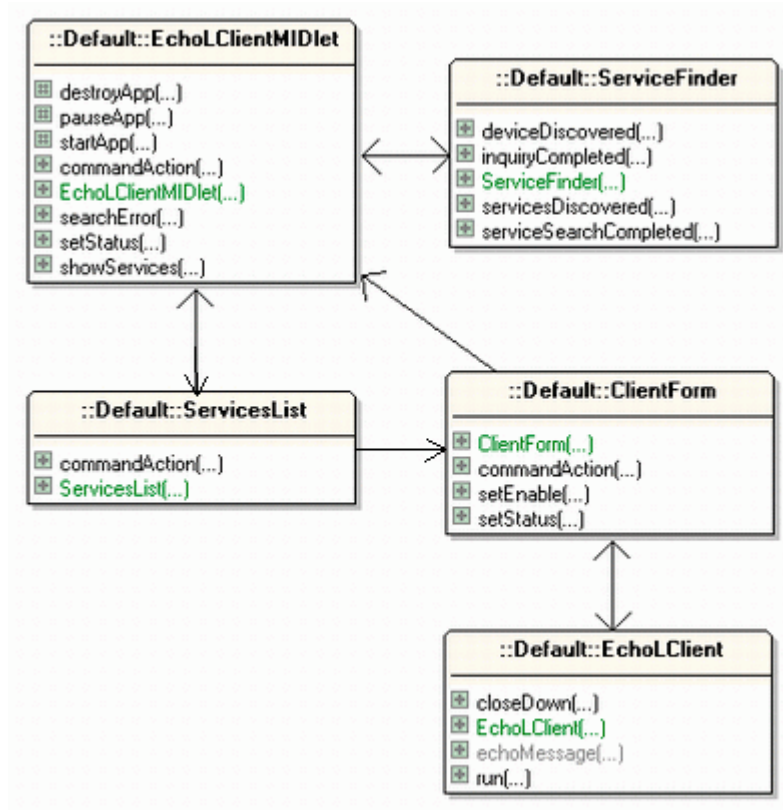 ::Default::EchoLClientMIDlet
destroyApp(...)
pauseApp(...)
startApp(...)
commandAction(...)
EchoLClientMIDlet(...)
searchError(...)
setStatus(...)
showServices(...)
::Default::ServiceFinder
deviceDiscovered(...)
inquiryCompleted(...)
ServiceFinder(...)
servicesDiscovered(...)
serviceSearchCompleted(...)
::Default::ServicesList
commandAction(...)
ServicesList(...)
::Default::ClientForm
ClientForm(...)
commandAction(...)
setEnable(...)
setStatus(...)
::Default::EchoLClient
closeDown(...)
EchoLClient(...)
echoMessage(...)
run(...)